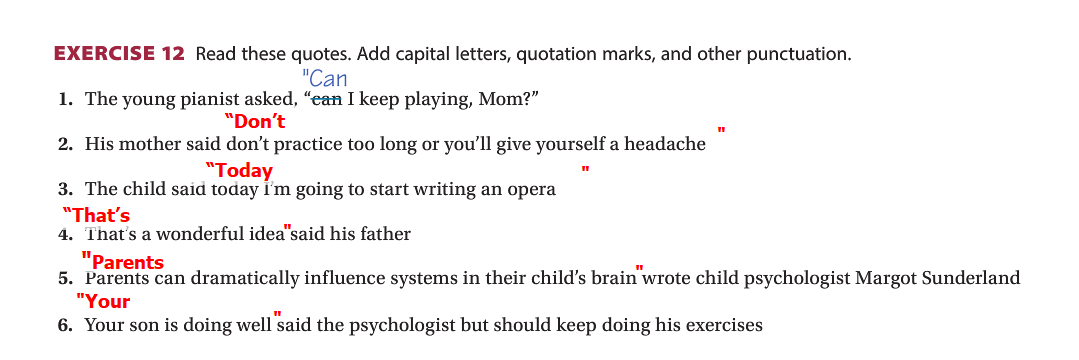 EXERCISE 12 Read these quotes. Add capital letters, quotation marks, and other punctuation.
"Can
1. The young pianist asked, “can I keep playing, Mom?”
"Don't
2. His mother said don’t practice too long or you’ll give yourself a headache "
"Today "
3. The child said today I’m going to start writing an opera
"That's
4. That’s a wonderful idea"said his father
"Parents
5. Parents can dramatically influence systems in their child’s brain"wrote child psychologist Margot Sunderland
"Your
6. Your son is doing well"said the psychologist but should keep doing his exercises